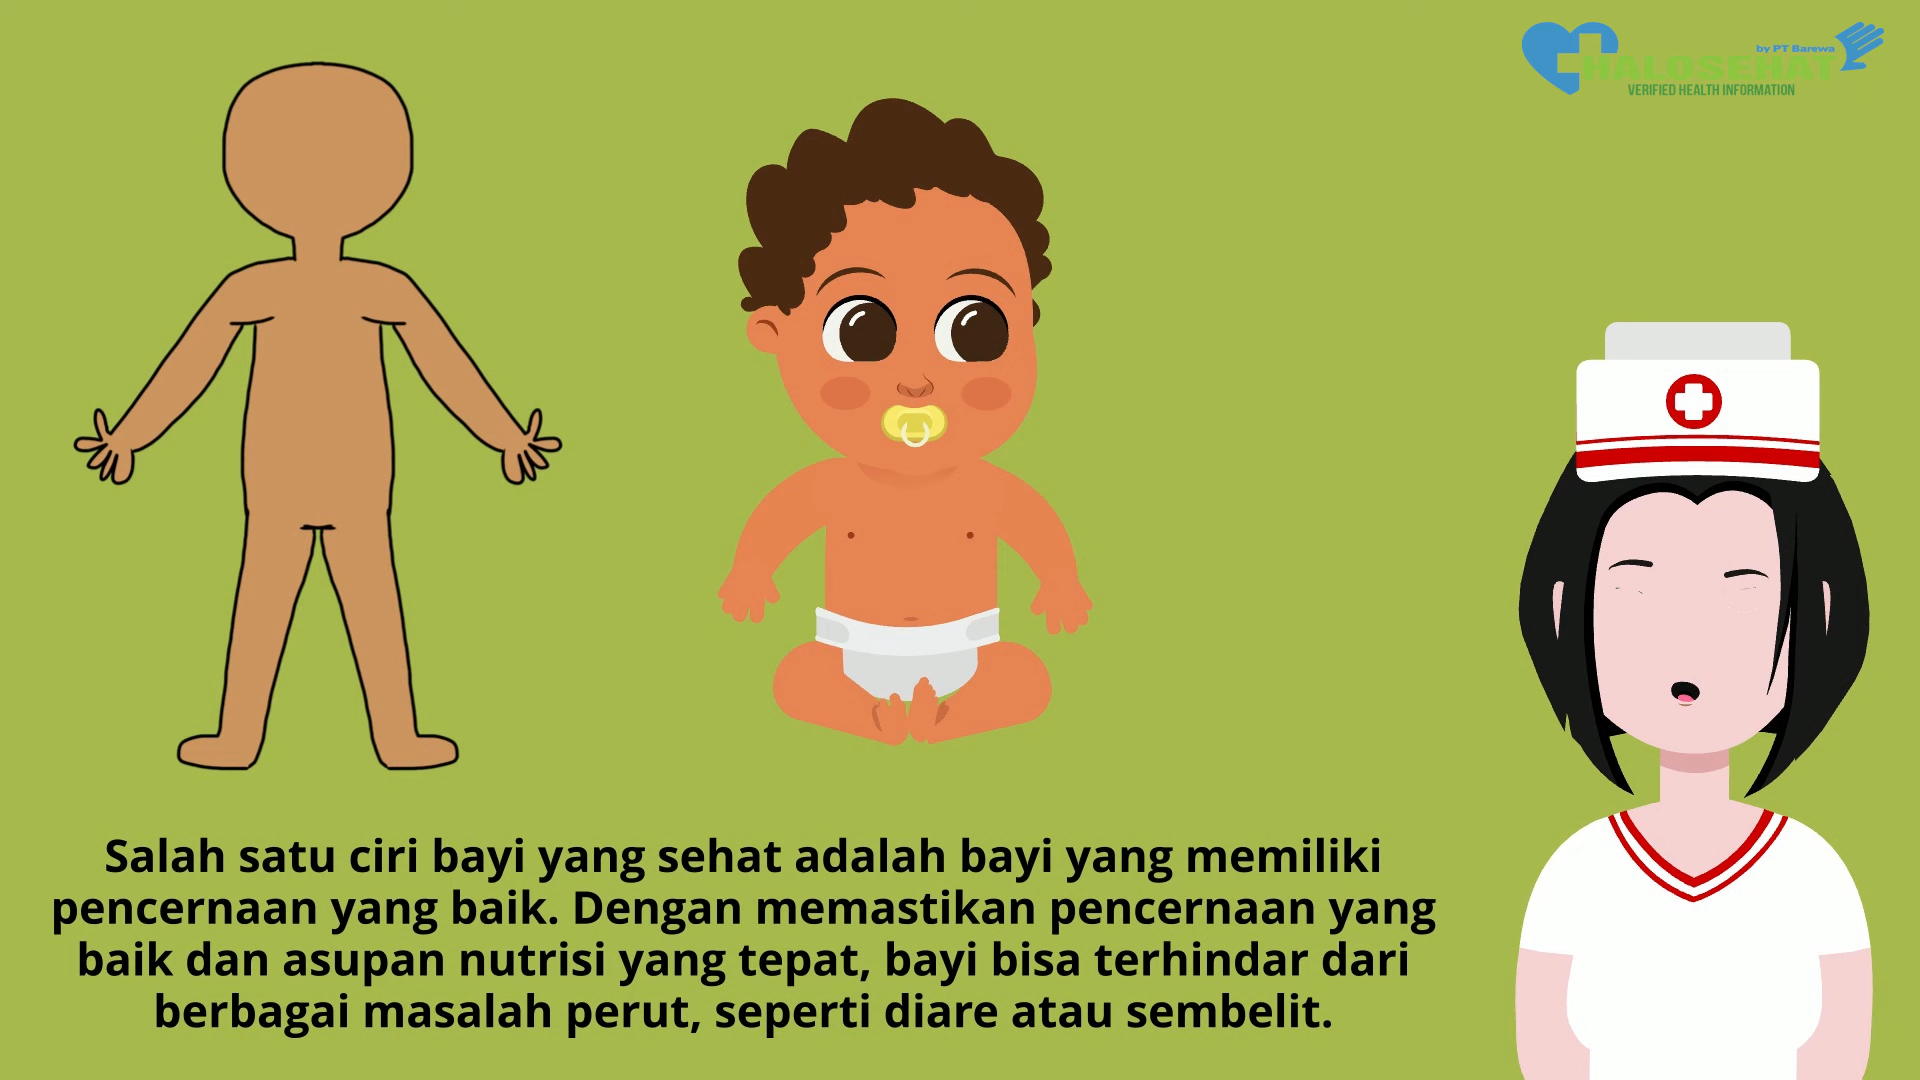 by PT Barewa
HALOSEHAT
VERIFIED HEALTH INFORMATION
Salah satu ciri bayi yang sehat adalah bayi yang memiliki
pencernaan yang baik. Dengan memastikan pencernaan yang
baik dan asupan nutrisi yang tepat, bayi bisa terhindar dari
berbagai masalah perut, seperti diare atau sembelit.